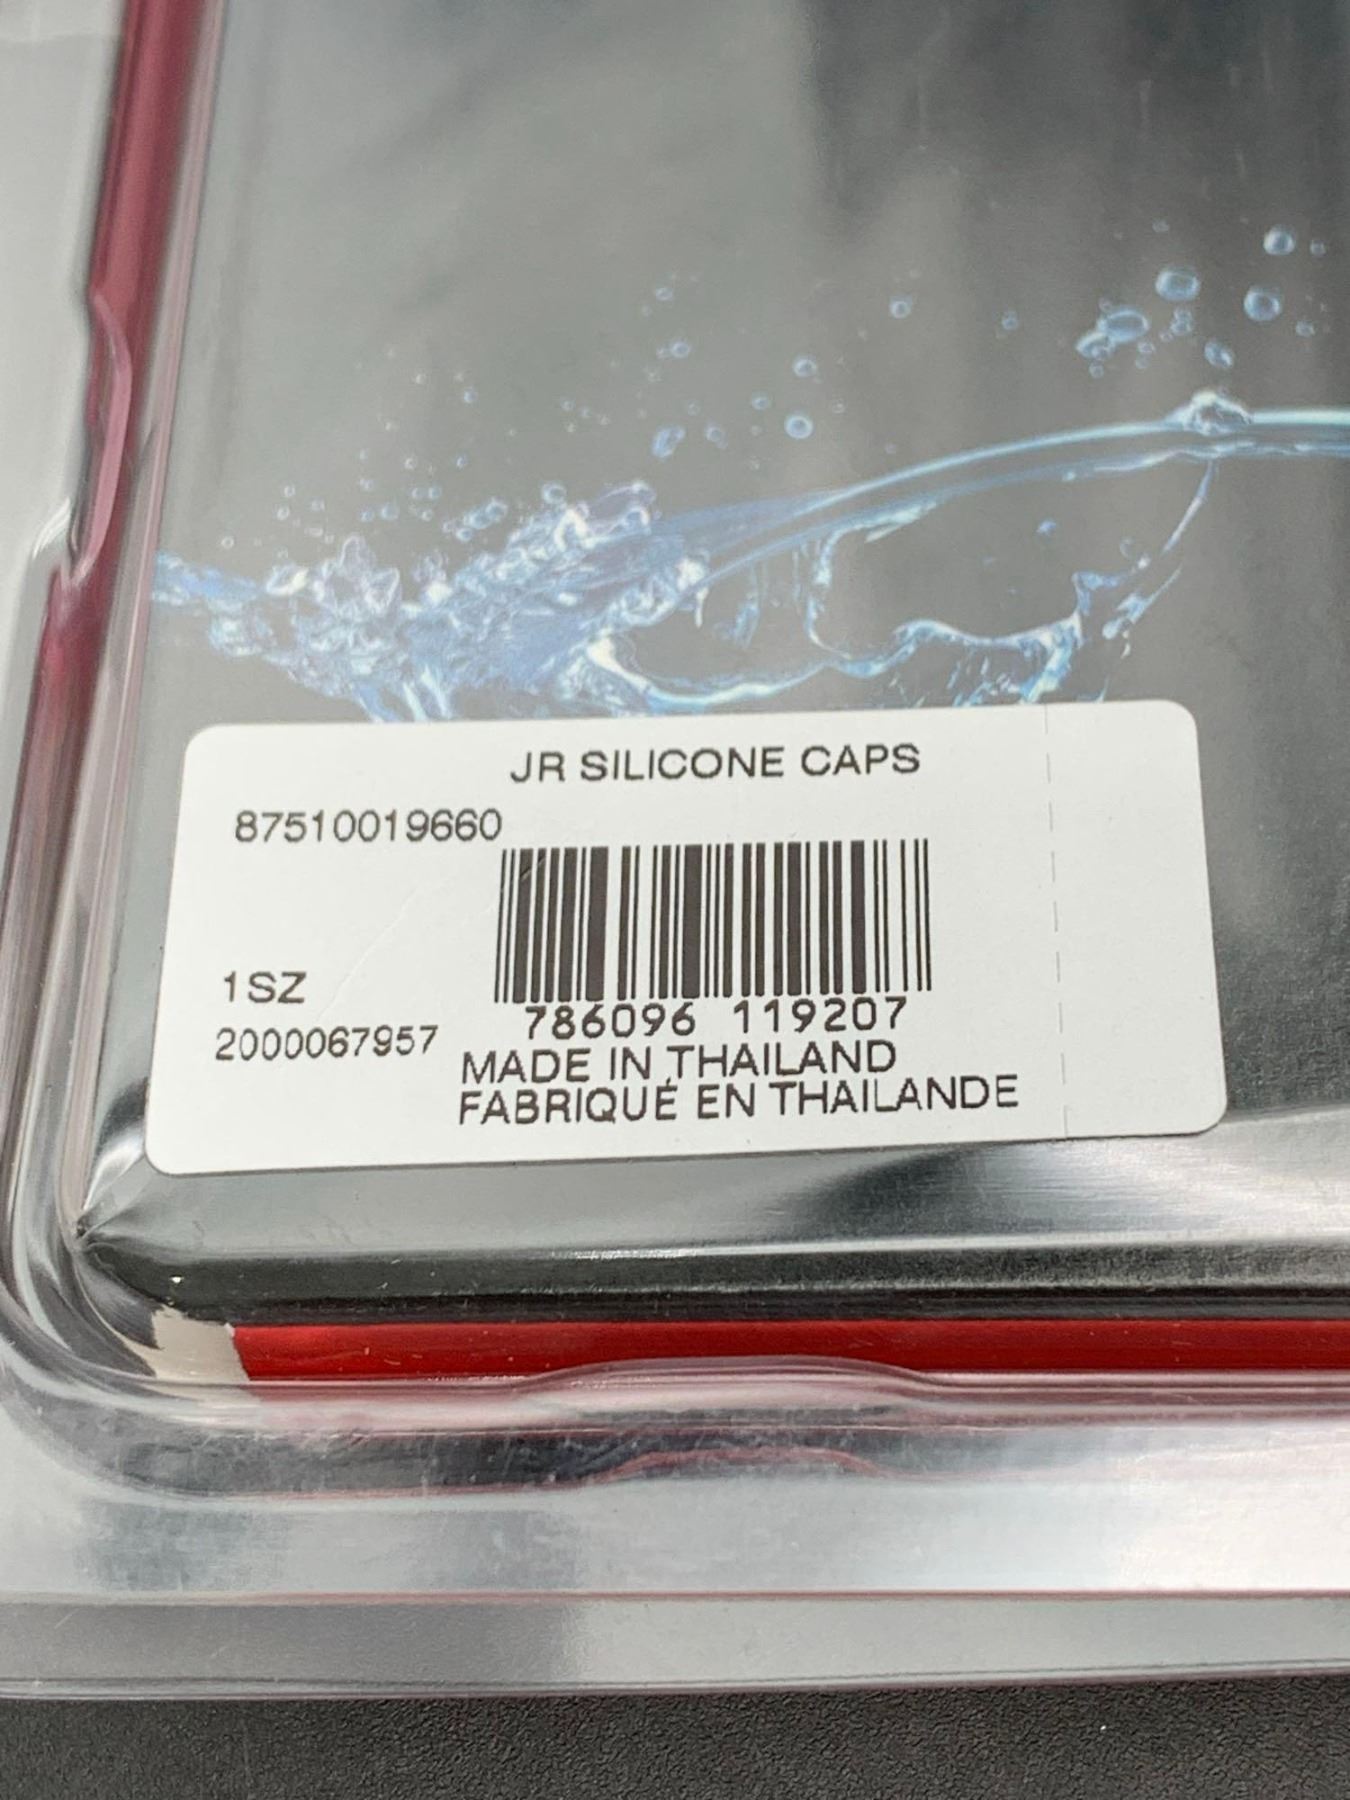 JR SILICONE CAPS
87510019660
1SZ
786096 119207
2000067957
MADE IN THAILAND
FABRIQUÉ EN THAILANDE